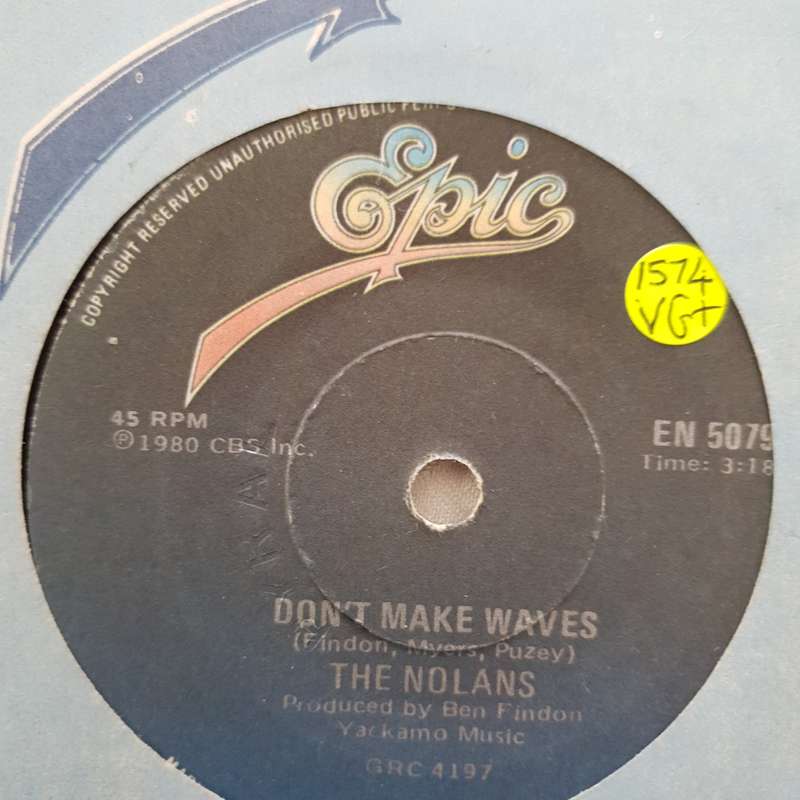 COPYRIGHT RESERVED UNAUTHORISED PUBLIC
Epic
1574
VG+
45 RPM
℗ 1980 CBS Inc.
EN 5079
Time: 3:18
DON'T MAKE WAVES
(Findon, Myers, Puzey)
THE NOLANS
Produced by Ben Findon
Yackamo Music
GRC 4197